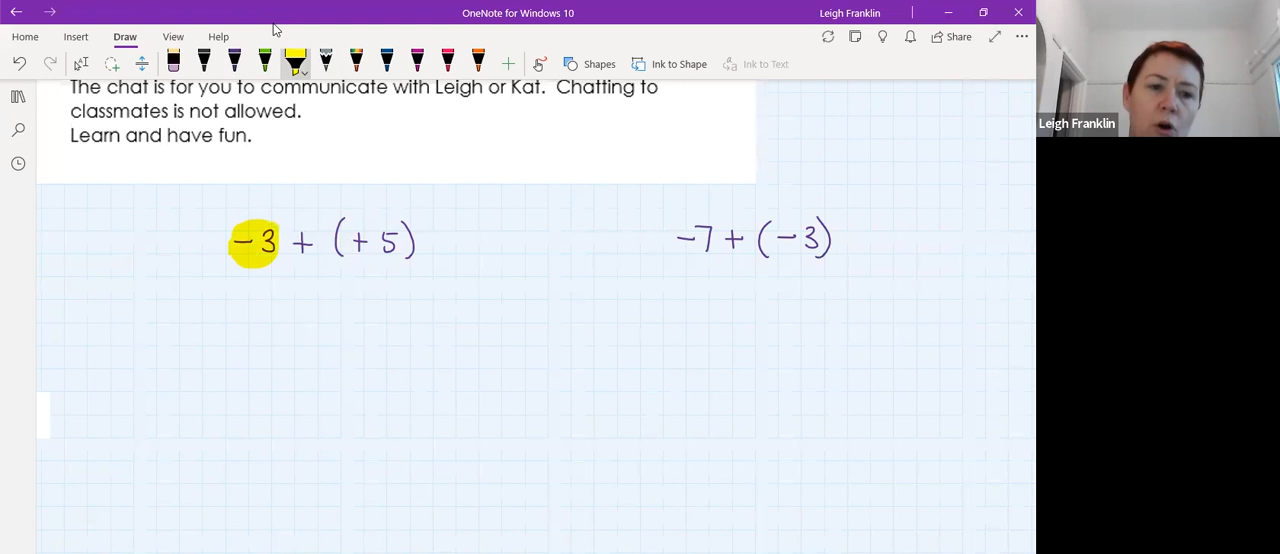 OneNote for Windows 10
Leigh Franklin
Home Insert Draw View Help
Share
Shapes
Ink to Shape
Ink to Text
The chat is for you to communicate with Leigh or Kat. Chatting to
classmates is not allowed.
Learn and have fun.
Leigh Franklin
-3 + (+5)
-7 + (-3)